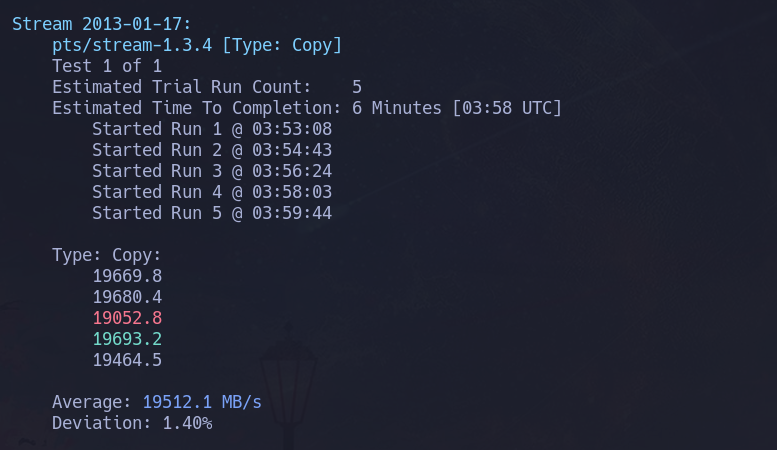 Stream 2013-01-17:
pts/stream-1.3.4 [Type: Copy]
Test 1 of 1
Estimated Trial Run Count: 5
Estimated Time To Completion: 6 Minutes [03:58 UTC]
Started Run 1 @ 03:53:08
Started Run 2 @ 03:54:43
Started Run 3 @ 03:56:24
Started Run 4 @ 03:58:03
Started Run 5 @ 03:59:44
Type: Copy:
19669.8
19680.4
19052.8
19693.2
19464.5
Average: 19512.1 MB/s
Deviation: 1.40%